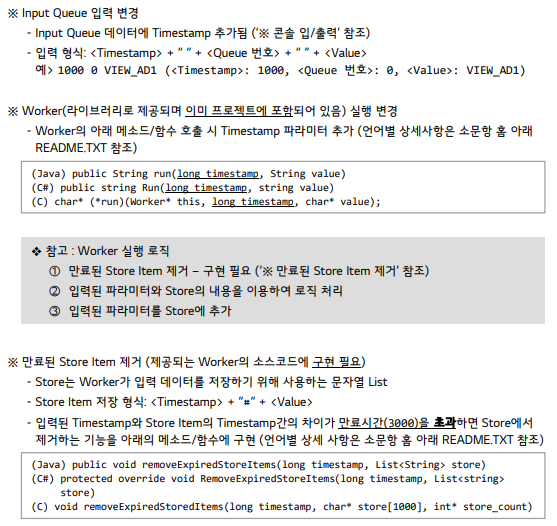 ※ Input Queue 입력 변경
- Input Queue 데이터에 Timestamp 추가됨 (‘※ 콘솔 입/출력’ 참조)
- 입력 형식: <Timestamp> + “ “ + <Queue 번호> + “ “ + <Value>
예> 1000 0 VIEW_AD1 (<Timestamp>: 1000, <Queue 번호>: 0, <Value>: VIEW_AD1)
※ Worker(라이브러리로 제공되며 이미 프로젝트에 포함되어 있음) 실행 변경
- Worker의 아래 메소드/함수 호출 시 Timestamp 파라미터 추가 (언어별 상세사항은 소문항 홈 아래
README.TXT 참조)
(Java) public String run(long timestamp, String value)
(C#) public string Run(long timestamp, string value)
(C) char* (*run)(Worker* this, long timestamp, char* value);
❖ 참고 : Worker 실행 로직
① 만료된 Store Item 제거 – 구현 필요 (‘※ 만료된 Store Item 제거’ 참조)
② 입력된 파라미터와 Store의 내용을 이용하여 로직 처리
③ 입력된 파라미터를 Store에 추가
※ 만료된 Store Item 제거 (제공되는 Worker의 소스코드에 구현 필요)
- Store는 Worker가 입력 데이터를 저장하기 위해 사용하는 문자열 List
- Store Item 저장 형식: <Timestamp> + “#“ + <Value>
- 입력된 Timestamp와 Store Item의 Timestamp간의 차이가 만료시간(3000)을 초과하면 Store에서
제거하는 기능을 아래의 메소드/함수에 구현 (언어별 상세 사항은 소문항 홈 아래 README.TXT 참조)
(Java) public void removeExpiredStoreItems(long timestamp, List<String> store)
(C#) protected override void RemoveExpiredStoreItems(long timestamp, List<string>
store)
(C) void removeExpiredStoredItems(long timestamp, char* store[1000], int* store_count)